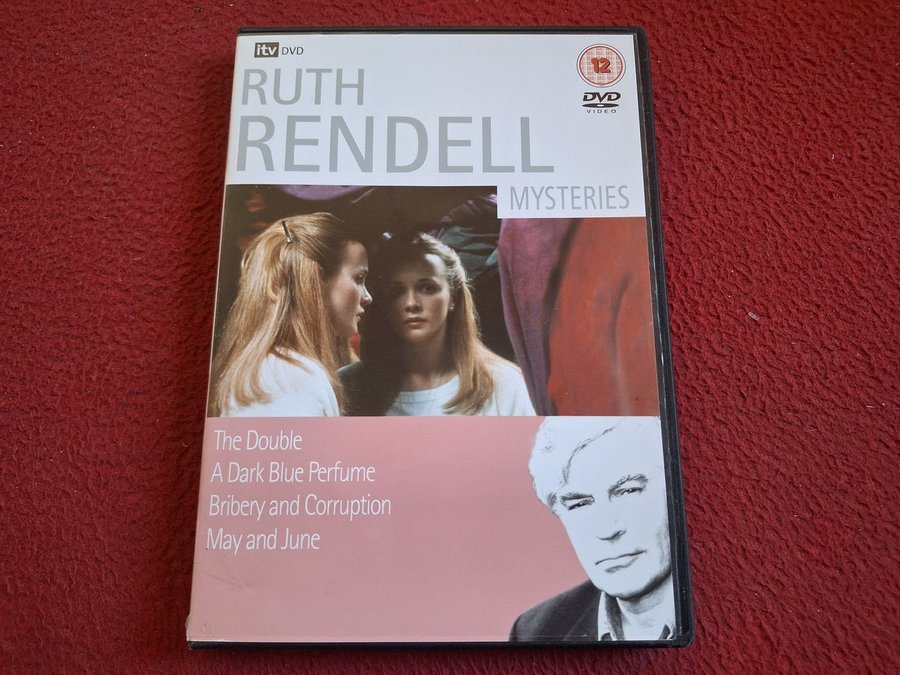 itv DVD
12
DVD
VIDEO
RUTH
RENDELL
MYSTERIES
The Double
A Dark Blue Perfume
Bribery and Corruption
May and June